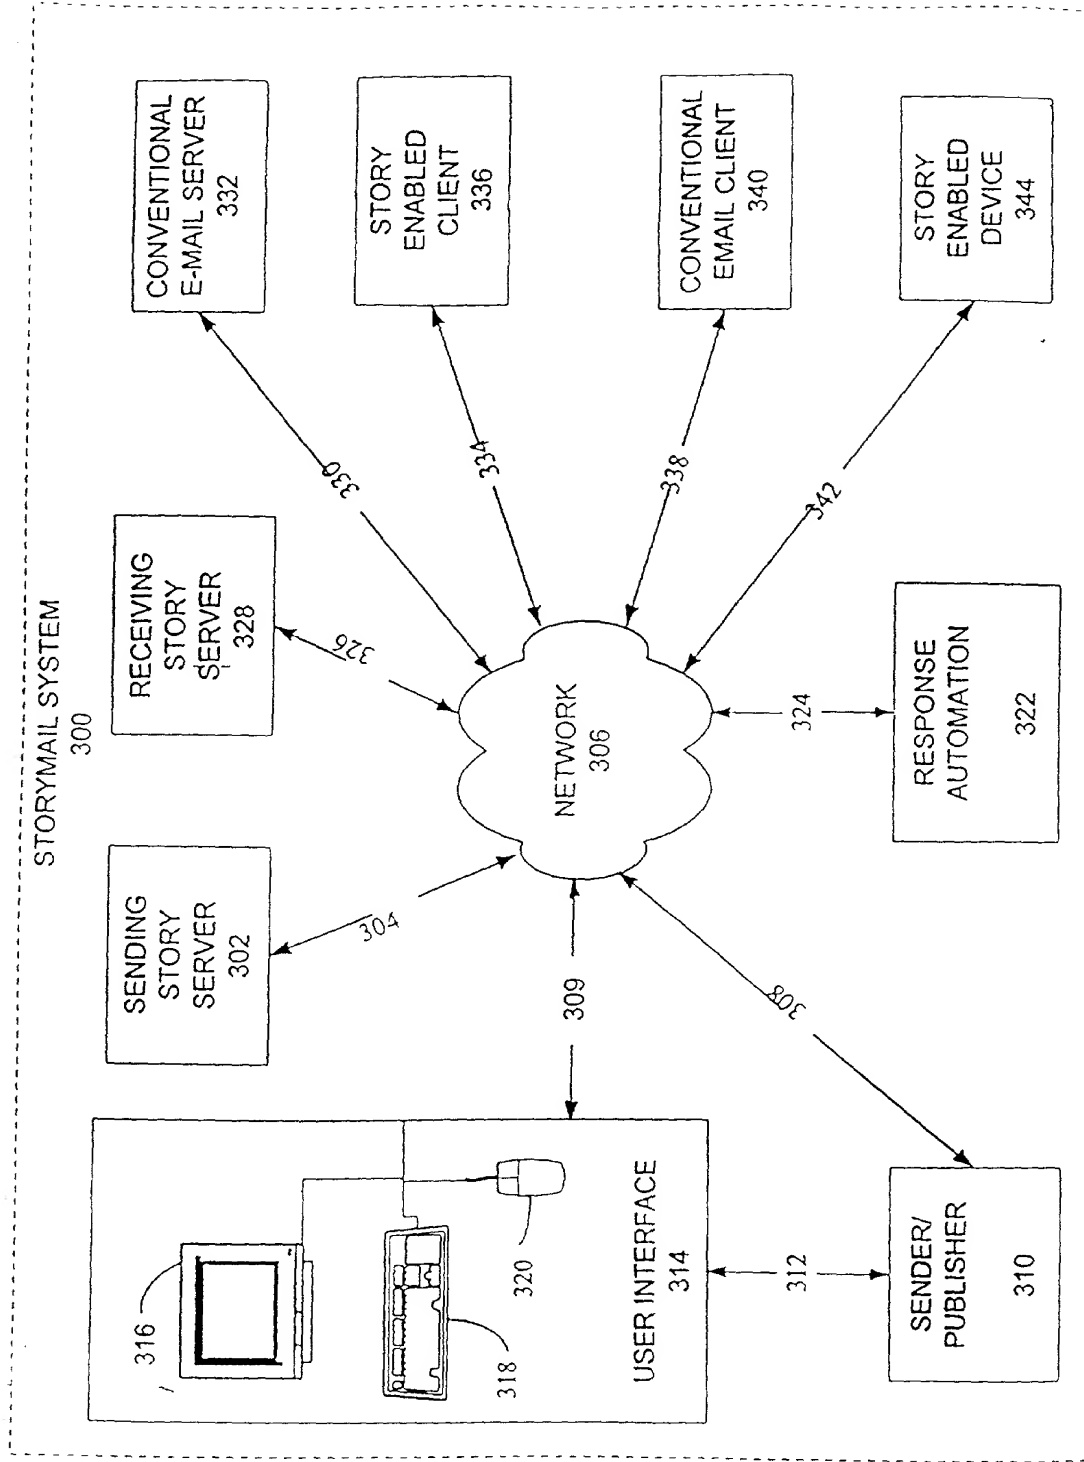 STORYMAIL SYSTEM
300
SENDING
STORY
SERVER
302
RECEIVING
STORY
SERVER
328
CONVENTIONAL
E-MAIL SERVER
332
304
326
330
STORY
ENABLED
CLIENT
336
334
316
318
320
USER INTERFACE
314
309
NETWORK
306
338
CONVENTIONAL
EMAIL CLIENT
340
312
308
324
342
SENDER/
PUBLISHER
310
RESPONSE
AUTOMATION
322
STORY
ENABLED
DEVICE
344